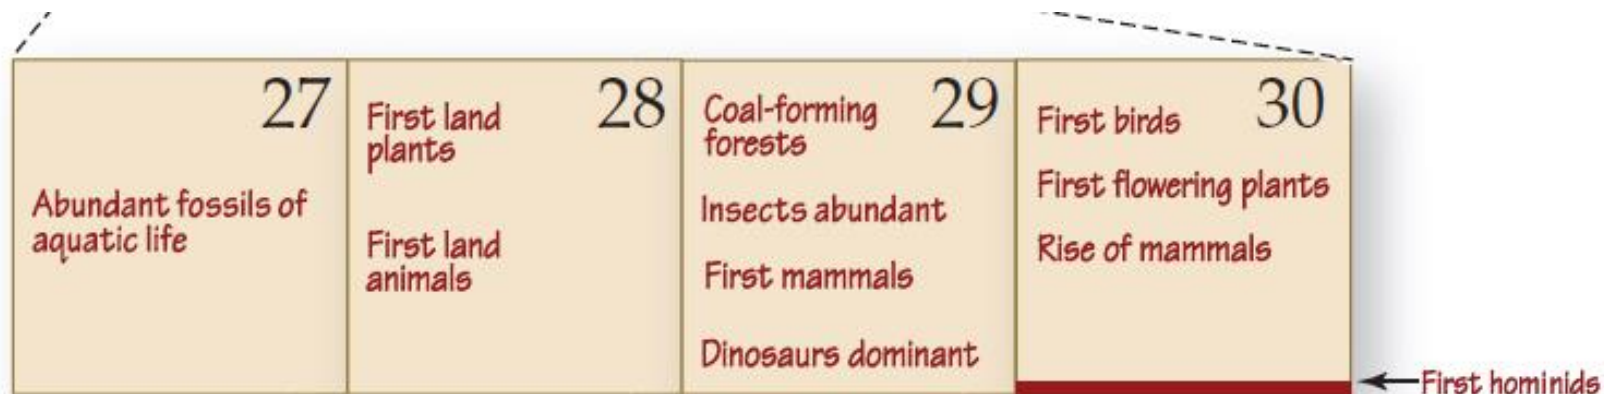 27
Abundant fossils of
aquatic life
28
First land
plants
First land
animals
29
Coal-forming
forests
Insects abundant
First mammals
Dinosaurs dominant
30
First birds
First flowering plants
Rise of mammals
First hominids